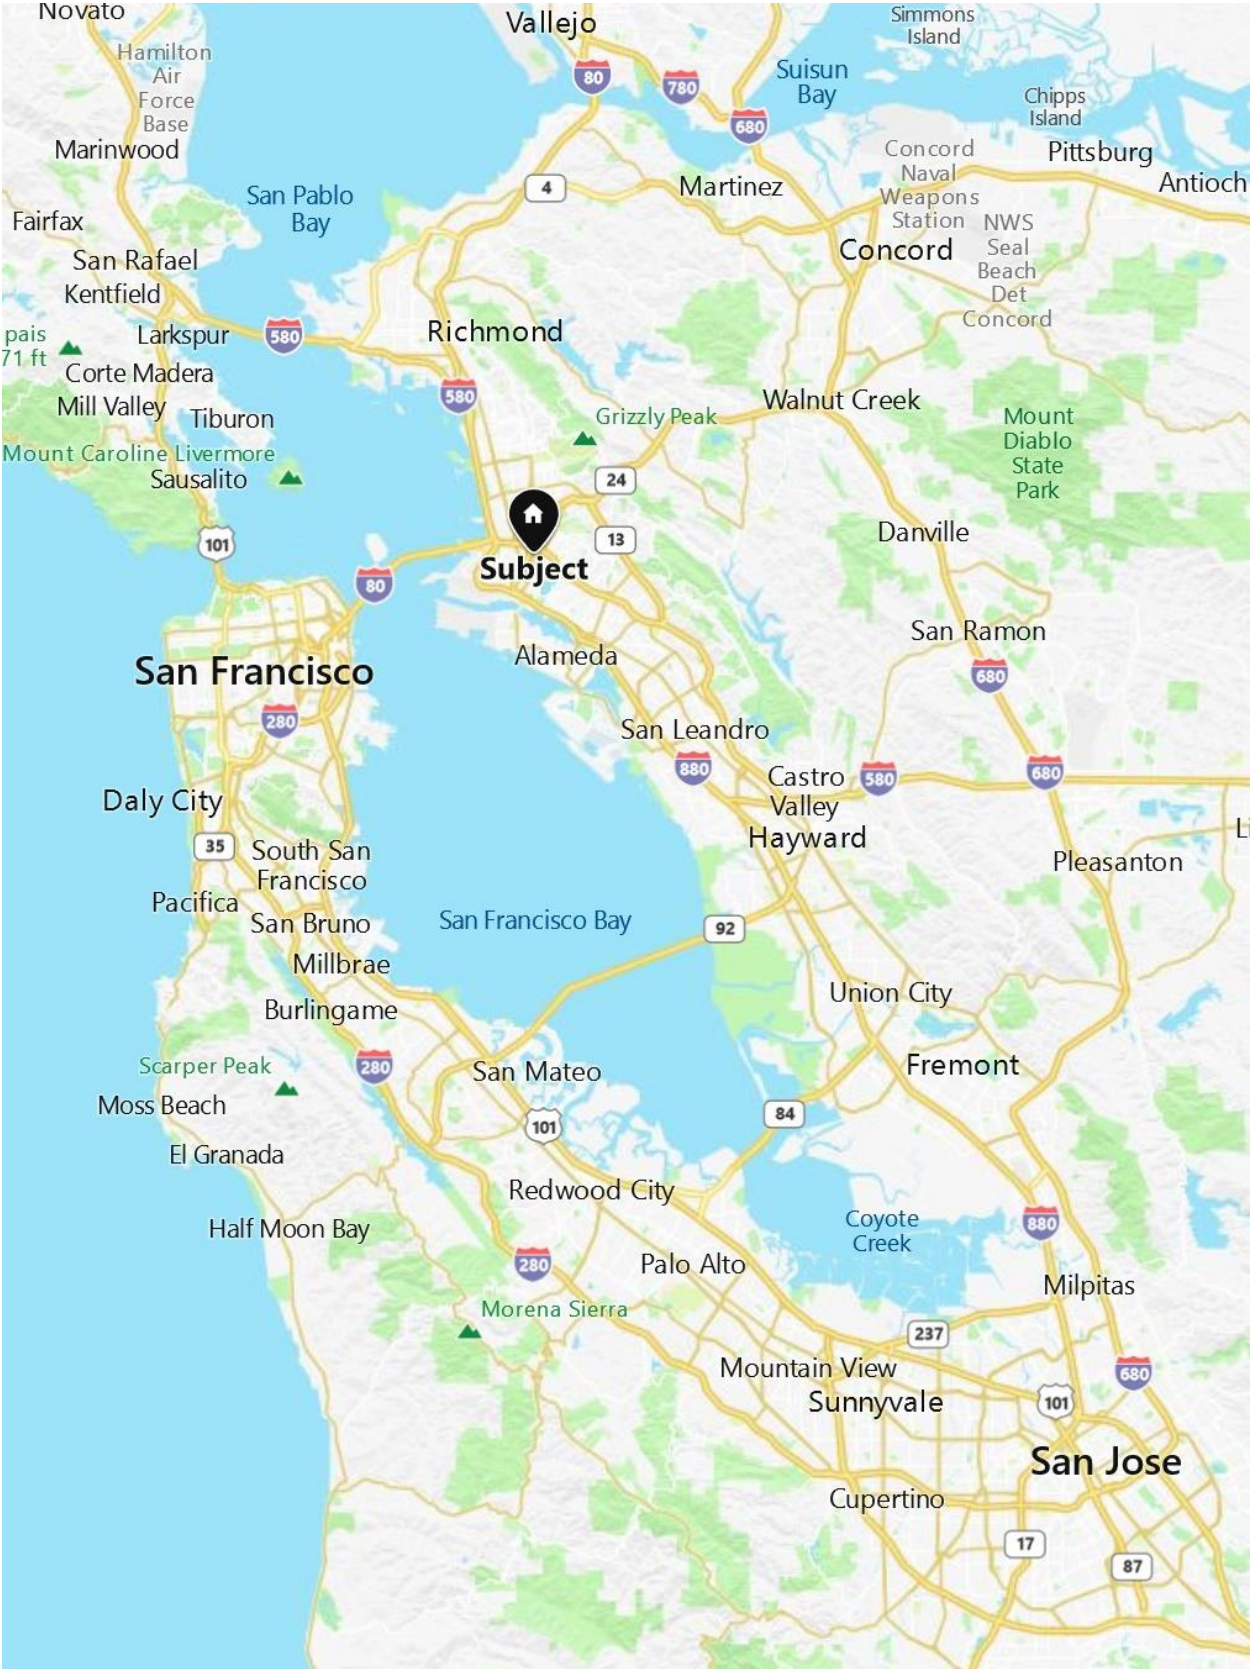 Novato
Vallejo
Simmons
Island
Hamilton
Air
Force
Base
80
780
Suisun
Bay
Chipps
Island
680
Marinwood
Concord
Naval
Weapons
Station
Pittsburg
Antioch
San Pablo
Bay
4
Martinez
Fairfax
NWS
Seal
Beach
Det
Concord
Concord
San Rafael
Kentfield
Larkspur
580
Richmond
pais
71 ft
Corte Madera
Mill Valley
Tiburon
580
Walnut Creek
Grizzly Peak
Mount
Diablo
State
Park
Mount Caroline Livermore
Sausalito
24
101
13
Danville
Subject
80
San Ramon
Alameda
San Francisco
680
280
San Leandro
880
Castro
Valley
580
680
Daly City
Hayward
Li
35
South San
Francisco
Pleasanton
Pacifica
San Bruno
San Francisco Bay
92
Millbrae
Union City
Burlingame
Scarper Peak
280
San Mateo
Fremont
Moss Beach
101
84
El Granada
Redwood City
Half Moon Bay
Coyote
Creek
880
280
Palo Alto
Milpitas
Morena Sierra
237
Mountain View
680
Sunnyvale
101
San Jose
Cupertino
17
87